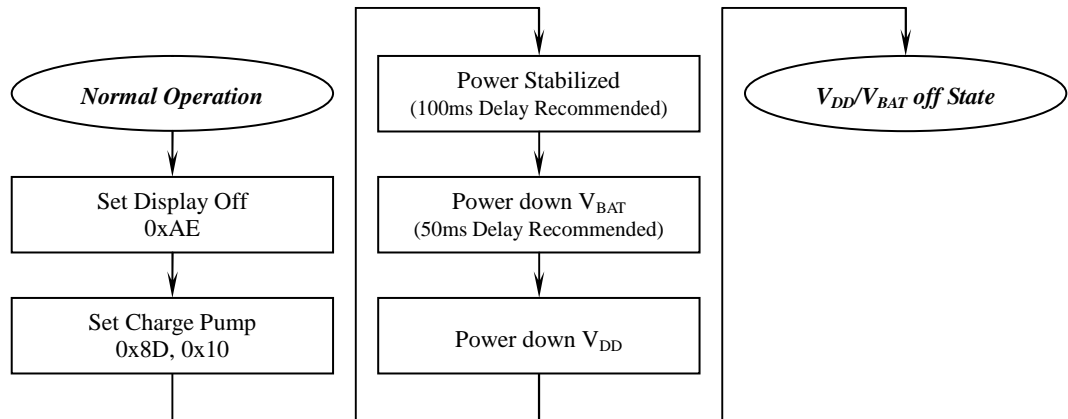 Normal Operation
Set Display Off
0xAE
Set Charge Pump
0x8D, 0x10
Power Stabilized
(100ms Delay Recommended)
Power down VBAT
(50ms Delay Recommended)
Power down VDD
VDD/VBAT off State